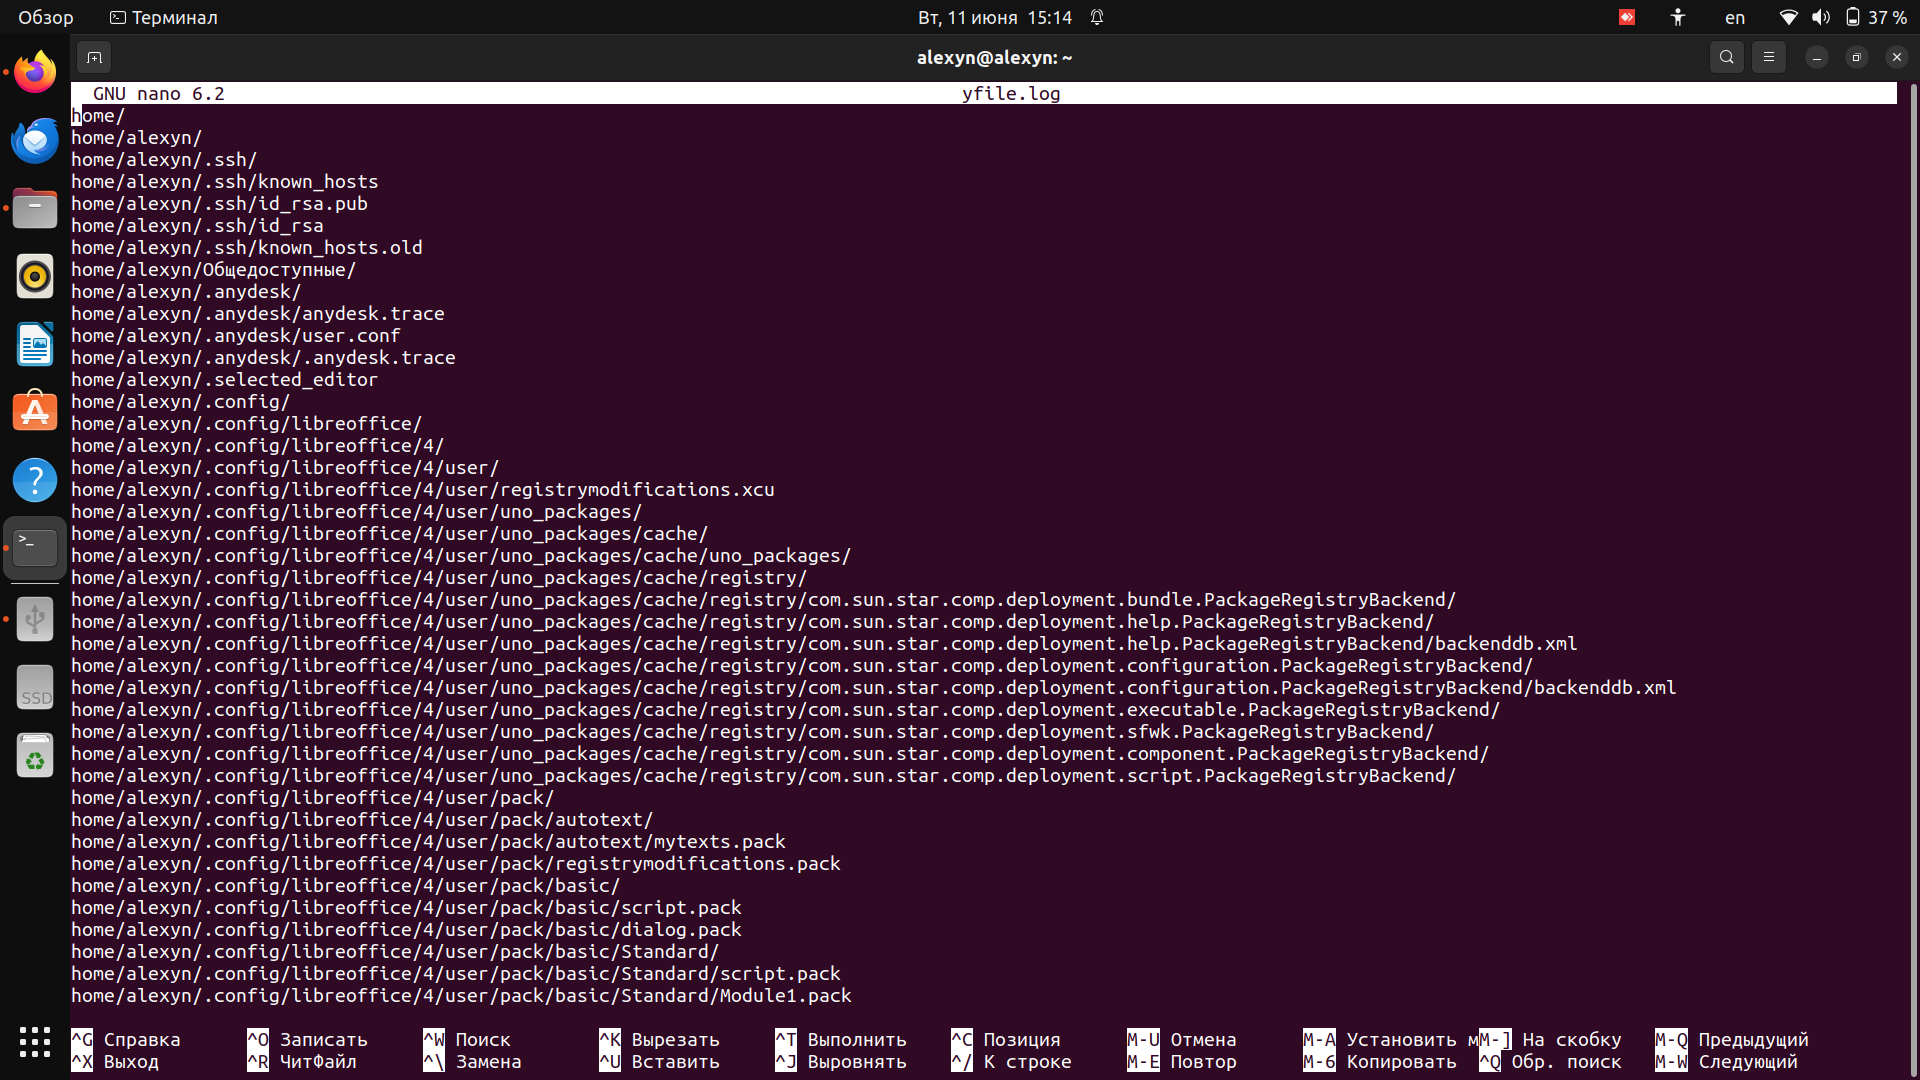 Обзор Терминал Вт, 11 июня 15:14 en 37 %
alexyn@alexyn: ~
GNU nano 6.2 yfile.log
home/
home/alexyn/
home/alexyn/.ssh/
home/alexyn/.ssh/known_hosts
home/alexyn/.ssh/id_rsa.pub
home/alexyn/.ssh/id_rsa
home/alexyn/.ssh/known_hosts.old
home/alexyn/Общедоступные/
home/alexyn/.anydesk/
home/alexyn/.anydesk/anydesk.trace
home/alexyn/.anydesk/user.conf
home/alexyn/.anydesk/.anydesk.trace
home/alexyn/.selected_editor
home/alexyn/.config/
home/alexyn/.config/libreoffice/
home/alexyn/.config/libreoffice/4/
home/alexyn/.config/libreoffice/4/user/
home/alexyn/.config/libreoffice/4/user/registrymodifications.xcu
home/alexyn/.config/libreoffice/4/user/uno_packages/
home/alexyn/.config/libreoffice/4/user/uno_packages/cache/
home/alexyn/.config/libreoffice/4/user/uno_packages/cache/uno_packages/
home/alexyn/.config/libreoffice/4/user/uno_packages/cache/registry/
home/alexyn/.config/libreoffice/4/user/uno_packages/cache/registry/com.sun.star.comp.deployment.bundle.PackageRegistryBackend/
home/alexyn/.config/libreoffice/4/user/uno_packages/cache/registry/com.sun.star.comp.deployment.help.PackageRegistryBackend/
home/alexyn/.config/libreoffice/4/user/uno_packages/cache/registry/com.sun.star.comp.deployment.help.PackageRegistryBackend/backenddb.xml
home/alexyn/.config/libreoffice/4/user/uno_packages/cache/registry/com.sun.star.comp.deployment.configuration.PackageRegistryBackend/
home/alexyn/.config/libreoffice/4/user/uno_packages/cache/registry/com.sun.star.comp.deployment.configuration.PackageRegistryBackend/backenddb.xml
home/alexyn/.config/libreoffice/4/user/uno_packages/cache/registry/com.sun.star.comp.deployment.executable.PackageRegistryBackend/
home/alexyn/.config/libreoffice/4/user/uno_packages/cache/registry/com.sun.star.comp.deployment.sfwk.PackageRegistryBackend/
home/alexyn/.config/libreoffice/4/user/uno_packages/cache/registry/com.sun.star.comp.deployment.component.PackageRegistryBackend/
home/alexyn/.config/libreoffice/4/user/uno_packages/cache/registry/com.sun.star.comp.deployment.script.PackageRegistryBackend/
home/alexyn/.config/libreoffice/4/user/pack/
home/alexyn/.config/libreoffice/4/user/pack/autotext/
home/alexyn/.config/libreoffice/4/user/pack/autotext/mytexts.pack
home/alexyn/.config/libreoffice/4/user/pack/registrymodifications.pack
home/alexyn/.config/libreoffice/4/user/pack/basic/
home/alexyn/.config/libreoffice/4/user/pack/basic/script.pack
home/alexyn/.config/libreoffice/4/user/pack/basic/dialog.pack
home/alexyn/.config/libreoffice/4/user/pack/basic/Standard/
home/alexyn/.config/libreoffice/4/user/pack/basic/Standard/script.pack
home/alexyn/.config/libreoffice/4/user/pack/basic/Standard/Module1.pack
SSD
^G Справка ^O Записать ^W Поиск ^K Вырезать ^T Выполнить ^C Позиция M-U Отмена M-A Установить мM-] На скобку M-Q Предыдущий
^X Выход ^R ЧитФайл ^\ Замена ^U Вставить ^J Выровнять ^/ К строке M-E Повтор M-6 Копировать ^Q Обр. поиск M-W Следующий